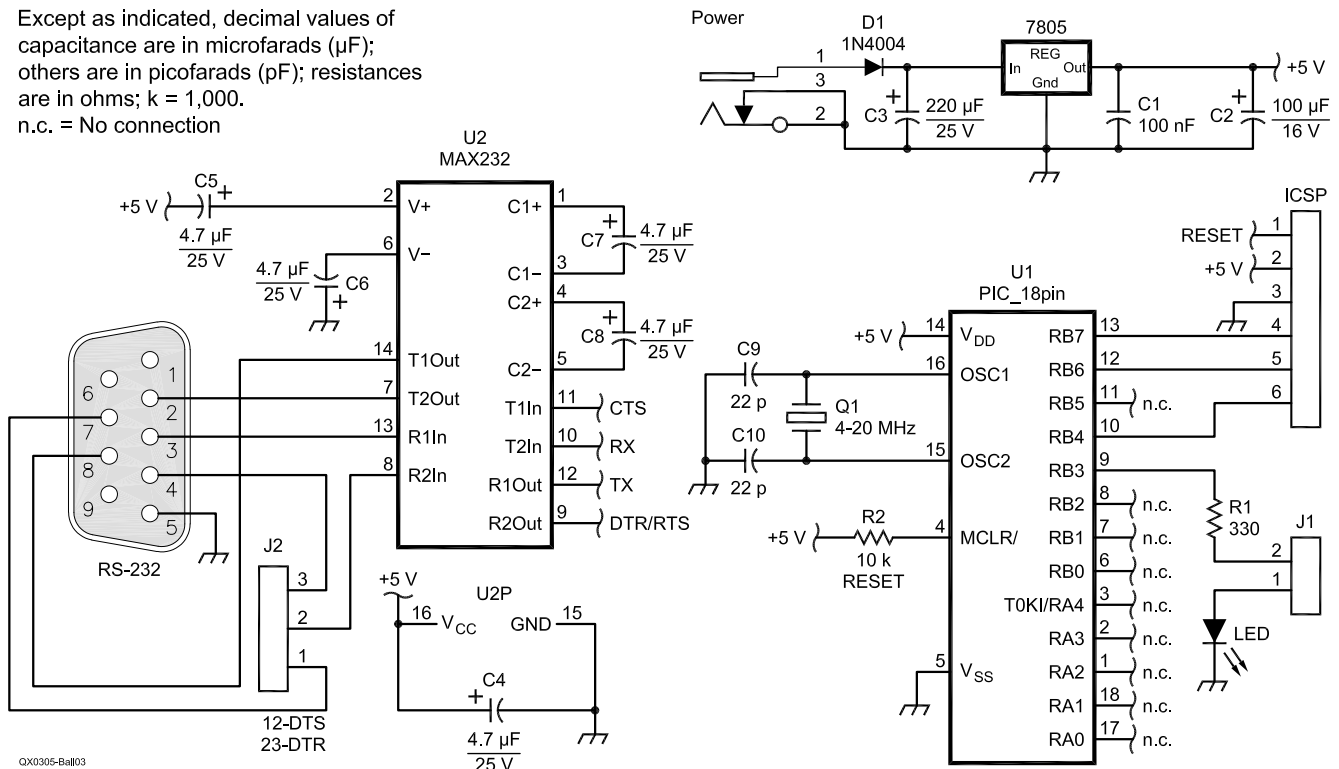 Except as indicated, decimal values of
capacitance are in microfarads (µF);
others are in picofarads (pF); resistances
are in ohms; k = 1,000.
n.c. = No connection
Power
D1
1N4004
1
3
2
C3
+
220 µF
25 V
7805
REG
In
Out
Gnd
C1
100 nF
C2
+
100 µF
16 V
+5 V
U2
MAX232
+5 V
C5
+
4.7 µF
25 V
4.7 µF
25 V
C6
+
2
V+
6
V−
14
T1Out
7
T2Out
13
R1In
8
R2In
C1+
1
C1−
3
C2+
4
C2−
5
T1In
11
CTS
T2In
10
RX
R1Out
12
TX
R2Out
9
DTR/RTS
+
C7
4.7 µF
25 V
+
C8
4.7 µF
25 V
1
2
3
4
5
6
7
8
9
RS-232
J2
3
2
1
12-DTS
23-DTR
+5 V
U2P
16
VCC
GND
15
C4
+
4.7 µF
25 V
U1
PIC_18pin
+5 V
14
VDD
16
OSC1
15
OSC2
4
MCLR/
5
VSS
C9
22 p
C10
22 p
Q1
4-20 MHz
+5 V
R2
10 k
RESET
RB7
13
RB6
12
RB5
11
n.c.
RB4
10
RB3
9
RB2
8
n.c.
RB1
7
n.c.
RB0
6
n.c.
T0KI/RA4
3
n.c.
RA3
2
n.c.
RA2
1
n.c.
RA1
18
n.c.
RA0
17
n.c.
ICSP
RESET
1
+5 V
2
3
4
5
6
R1
330
J1
2
1
LED
QX0305-Ball03